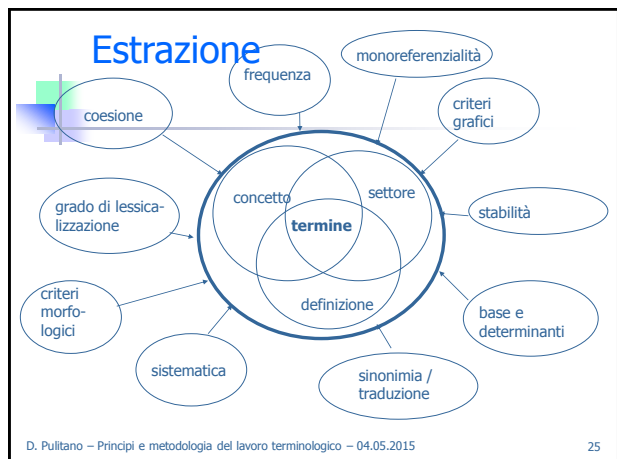 Estrazione
frequenza
monoreferenzialità
coesione
criteri
grafici
concetto
settore
termine
definizione
grado di lessica-
lizzazione
stabilità
criteri
morfo-
logici
base e
determinanti
sistematica
sinonimia /
traduzione
D. Pulitano – Principi e metodologia del lavoro terminologico – 04.05.2015
25